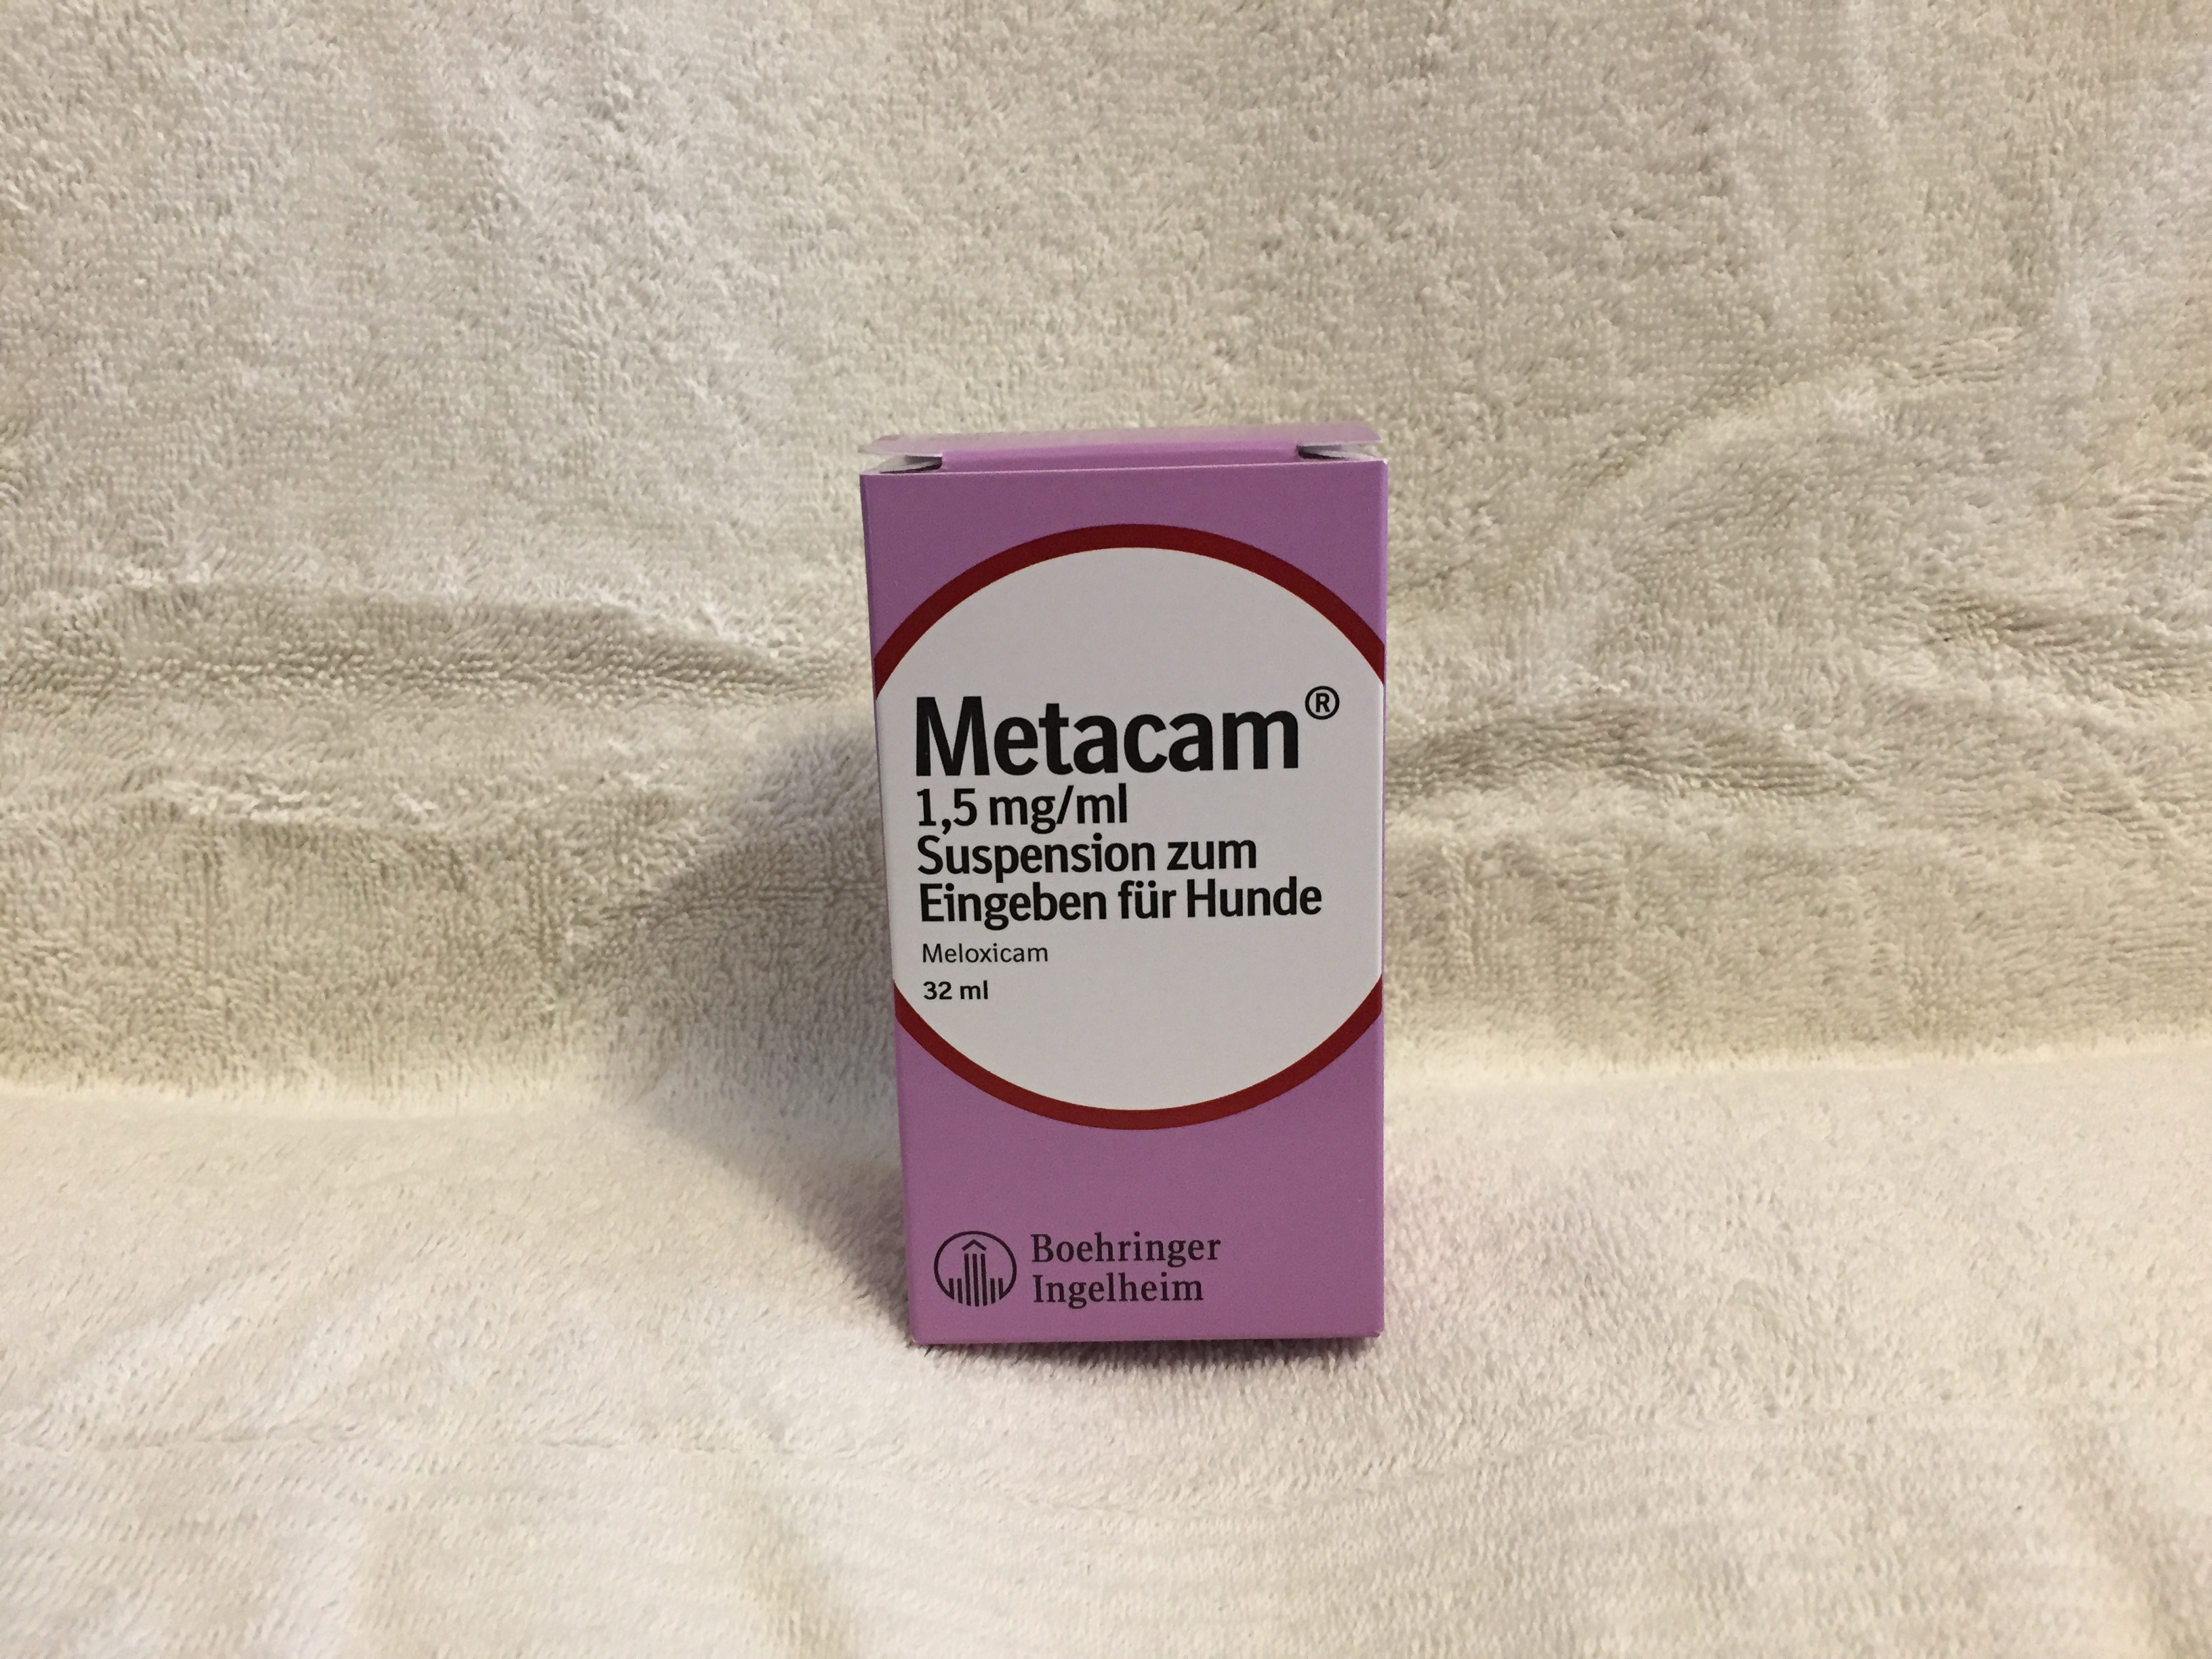 Metacam®
1,5 mg/ml
Suspension zum
Eingeben für Hunde
Meloxicam
32 ml
Boehringer
Ingelheim